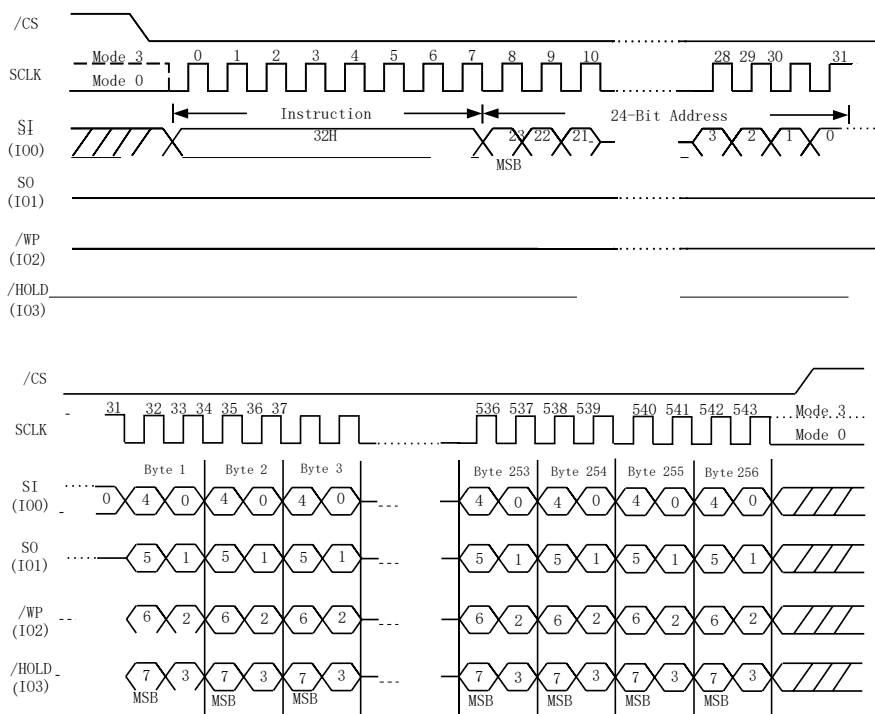 /CS
Mode 3 0 1 2 3 4 5 6 7 8 9 10 28 29 30 31
SCLK
Mode 0
Instruction 24-Bit Address
SI
(IO0) 32H 23 22 21 3 2 1 0
MSB
SO
(IO1)
/WP
(IO2)
/HOLD
(IO3)
/CS
31 32 33 34 35 36 37 536 537 538 539 540 541 542 543 Mode 3
SCLK Mode 0
Byte 1 Byte 2 Byte 3 Byte 253 Byte 254 Byte 255 Byte 256
SI
(IO0) 0 4 0 4 0 4 0 4 0 4 0 4 0 4 0
SO
(IO1) 5 1 5 1 5 1 5 1 5 1 5 1 5 1
/WP
(IO2) 6 2 6 2 6 2 6 2 6 2 6 2 6 2
/HOLD
(IO3) 7 3 7 3 7 3 7 3 7 3 7 3 7 3
MSB MSB MSB MSB MSB MSB MSB